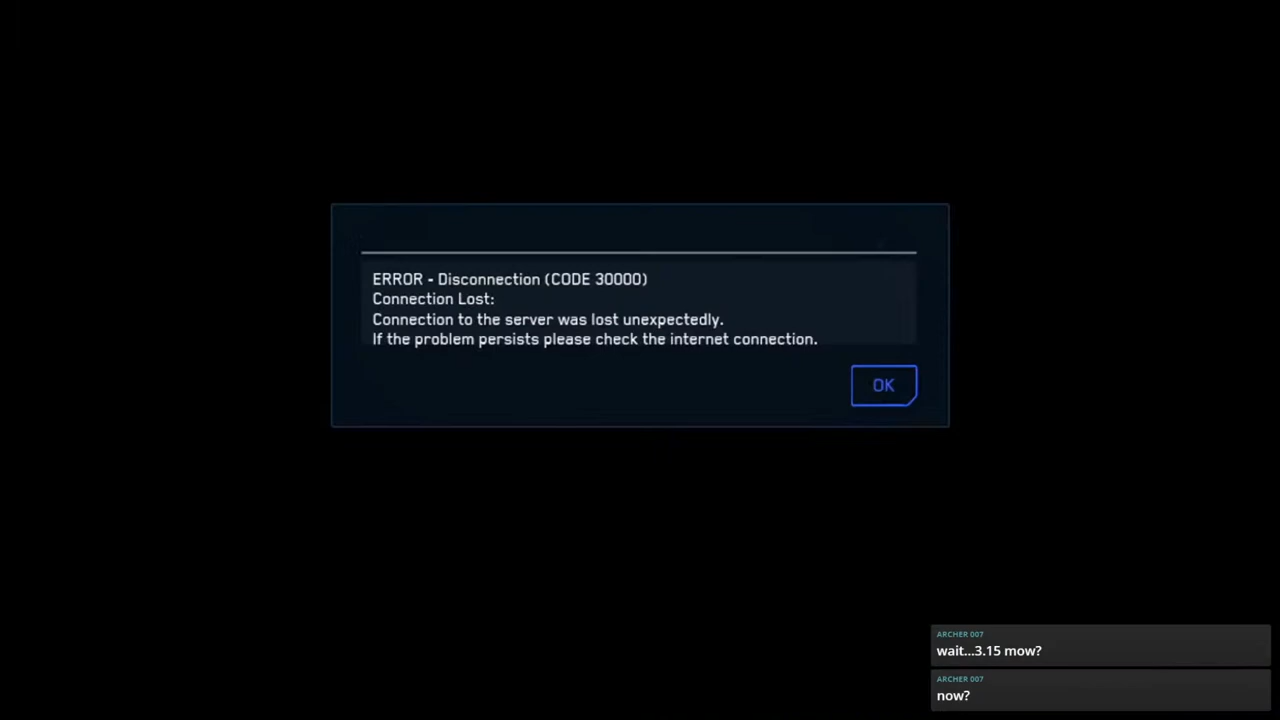 ERROR - Disconnection (CODE 30000)
Connection Lost:
Connection to the server was lost unexpectedly.
If the problem persists please check the internet connection.
OK
ARCHER 007
wait...3.15 mow?
ARCHER 007
now?